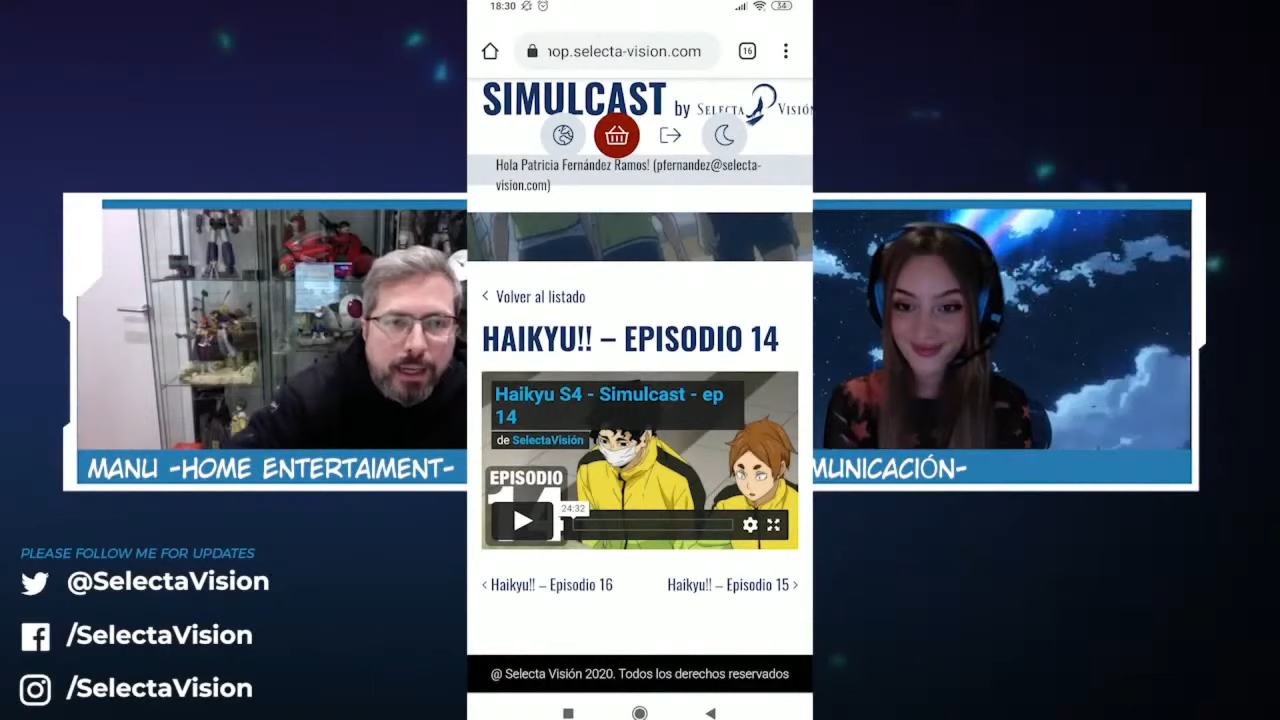 18:30
34
hop.selecta-vision.com
16
SIMULCAST by SELECTA VISIÓN
Hola Patricia Fernández Ramos! (pfernandez@selecta-
vision.com)
Volver al listado
HAIKYU!! – EPISODIO 14
Haikyu S4 - Simulcast - ep
14
de SelectaVisión
EPISODIO
14
24:32
< Haikyu!! – Episodio 16
Haikyu!! – Episodio 15 >
@ Selecta Visión 2020. Todos los derechos reservados
MANU -HOME ENTERTAIMENT-
MUNICACIÓN-
PLEASE FOLLOW ME FOR UPDATES
@SelectaVision
/SelectaVision
/SelectaVision